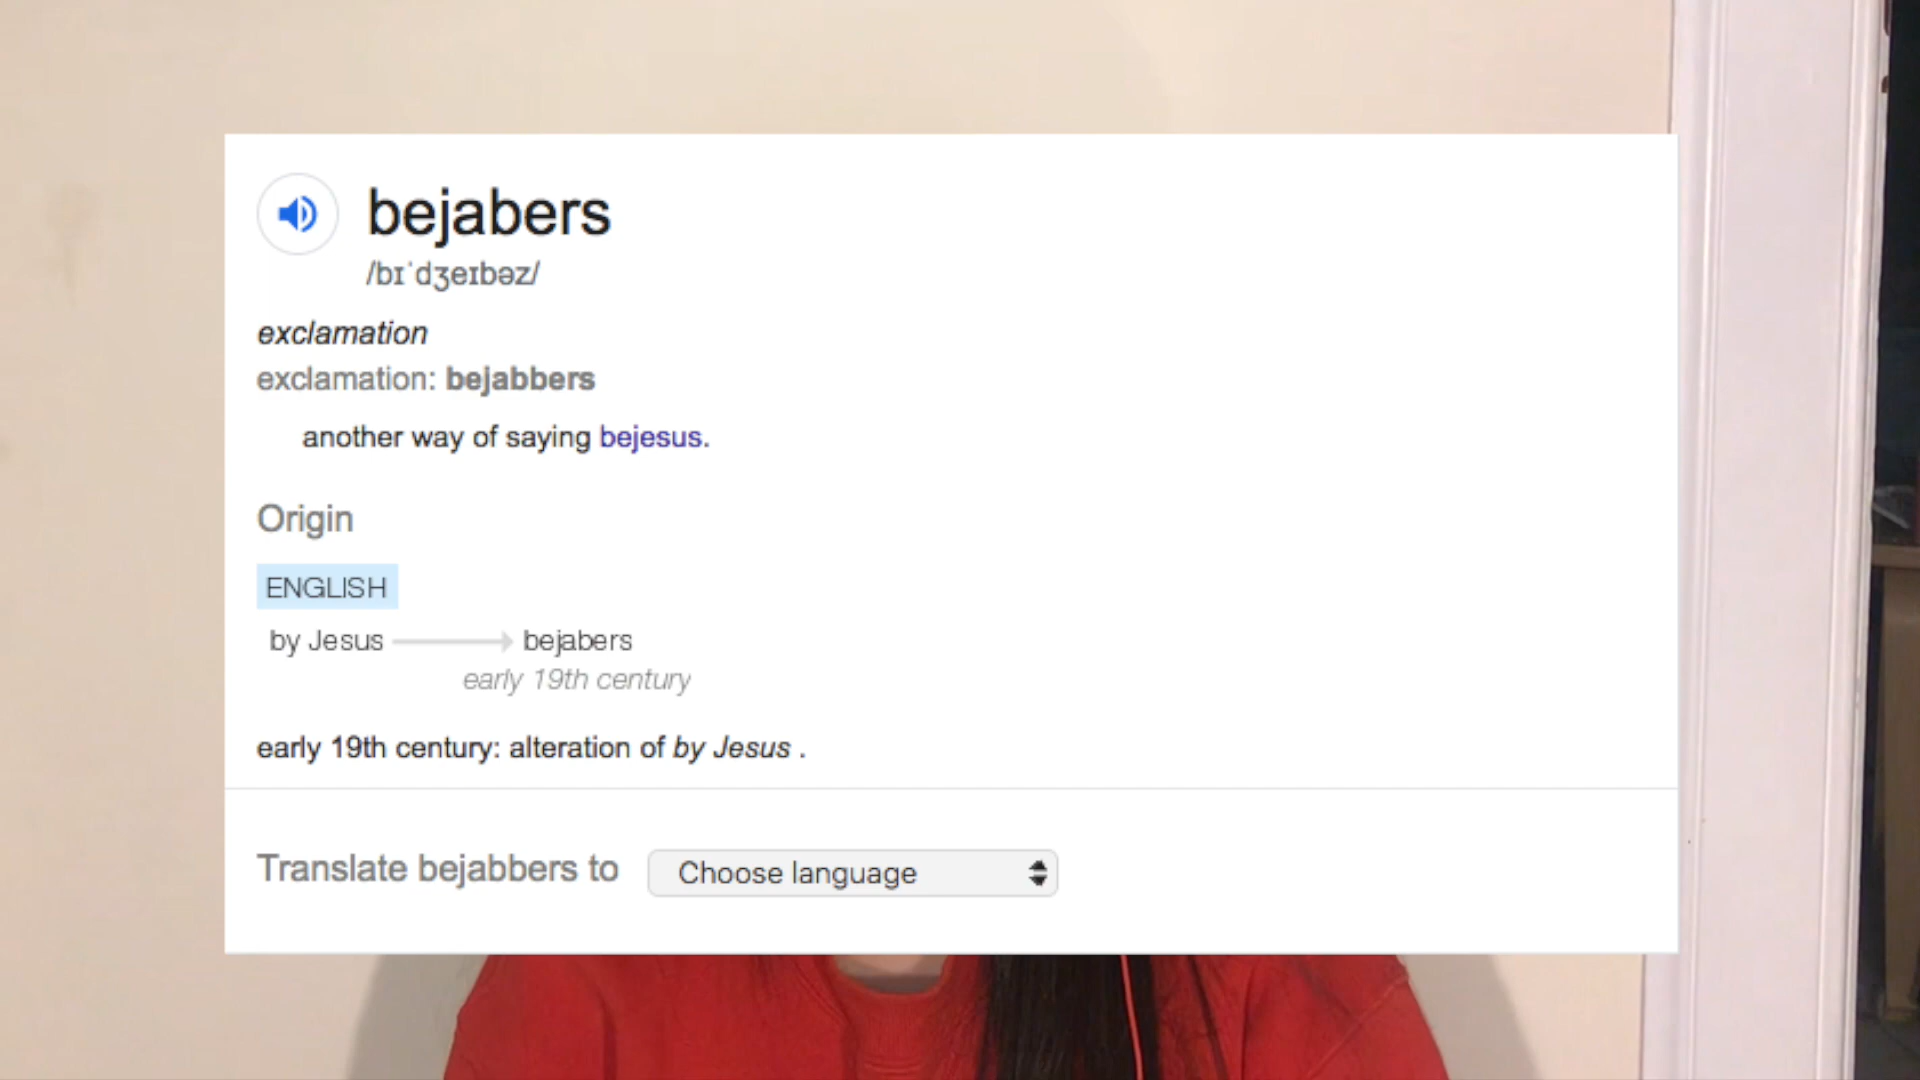 bejabers
/bɪˈdʒeɪbəz/
exclamation
exclamation: bejabbers
another way of saying bejesus.
Origin
ENGLISH
by Jesus bejabers
early 19th century
early 19th century: alteration of by Jesus .
Translate bejabbers to Choose language